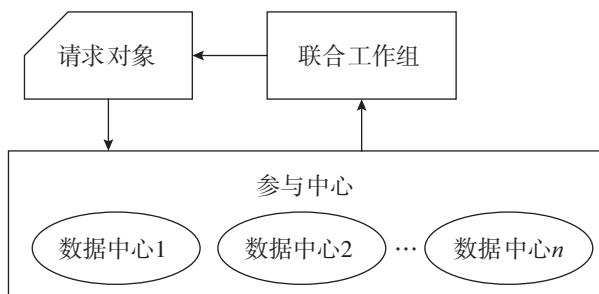 请求对象
联合工作组
参与中心
数据中心1
数据中心2
…
数据中心n